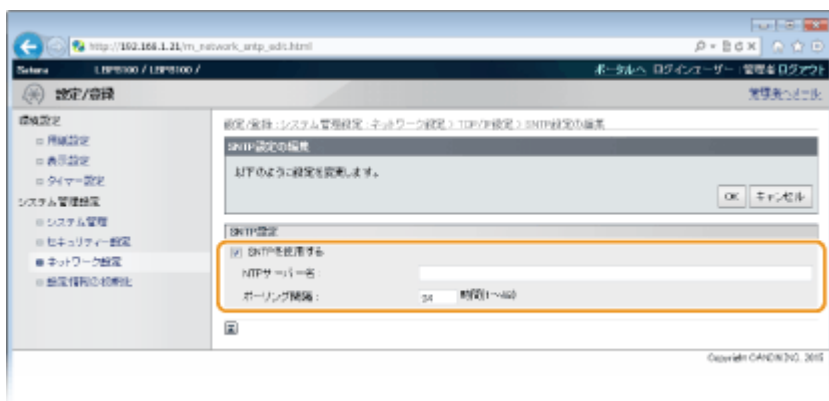 http://192.168.1.21/m_network_sntp_edit.html
Satera LBP8100 / LBP8100 / ポータルへ ログインユーザー: 管理者 ログアウト
設定/登録 管理者へメール
環境設定
用紙設定
表示設定
タイマー設定
システム管理設定
システム管理
セキュリティー設定
ネットワーク設定
設定情報の初期化
設定/登録 : システム管理設定 : ネットワーク設定 > TCP/IP設定 > SNTP設定の編集
SNTP設定の編集
以下のように設定を変更します。
OK キャンセル
SNTP設定
SNTPを使用する
NTPサーバー名 :
ポーリング間隔 : 24 時間(1～48)
Copyright CANON INC. 2015